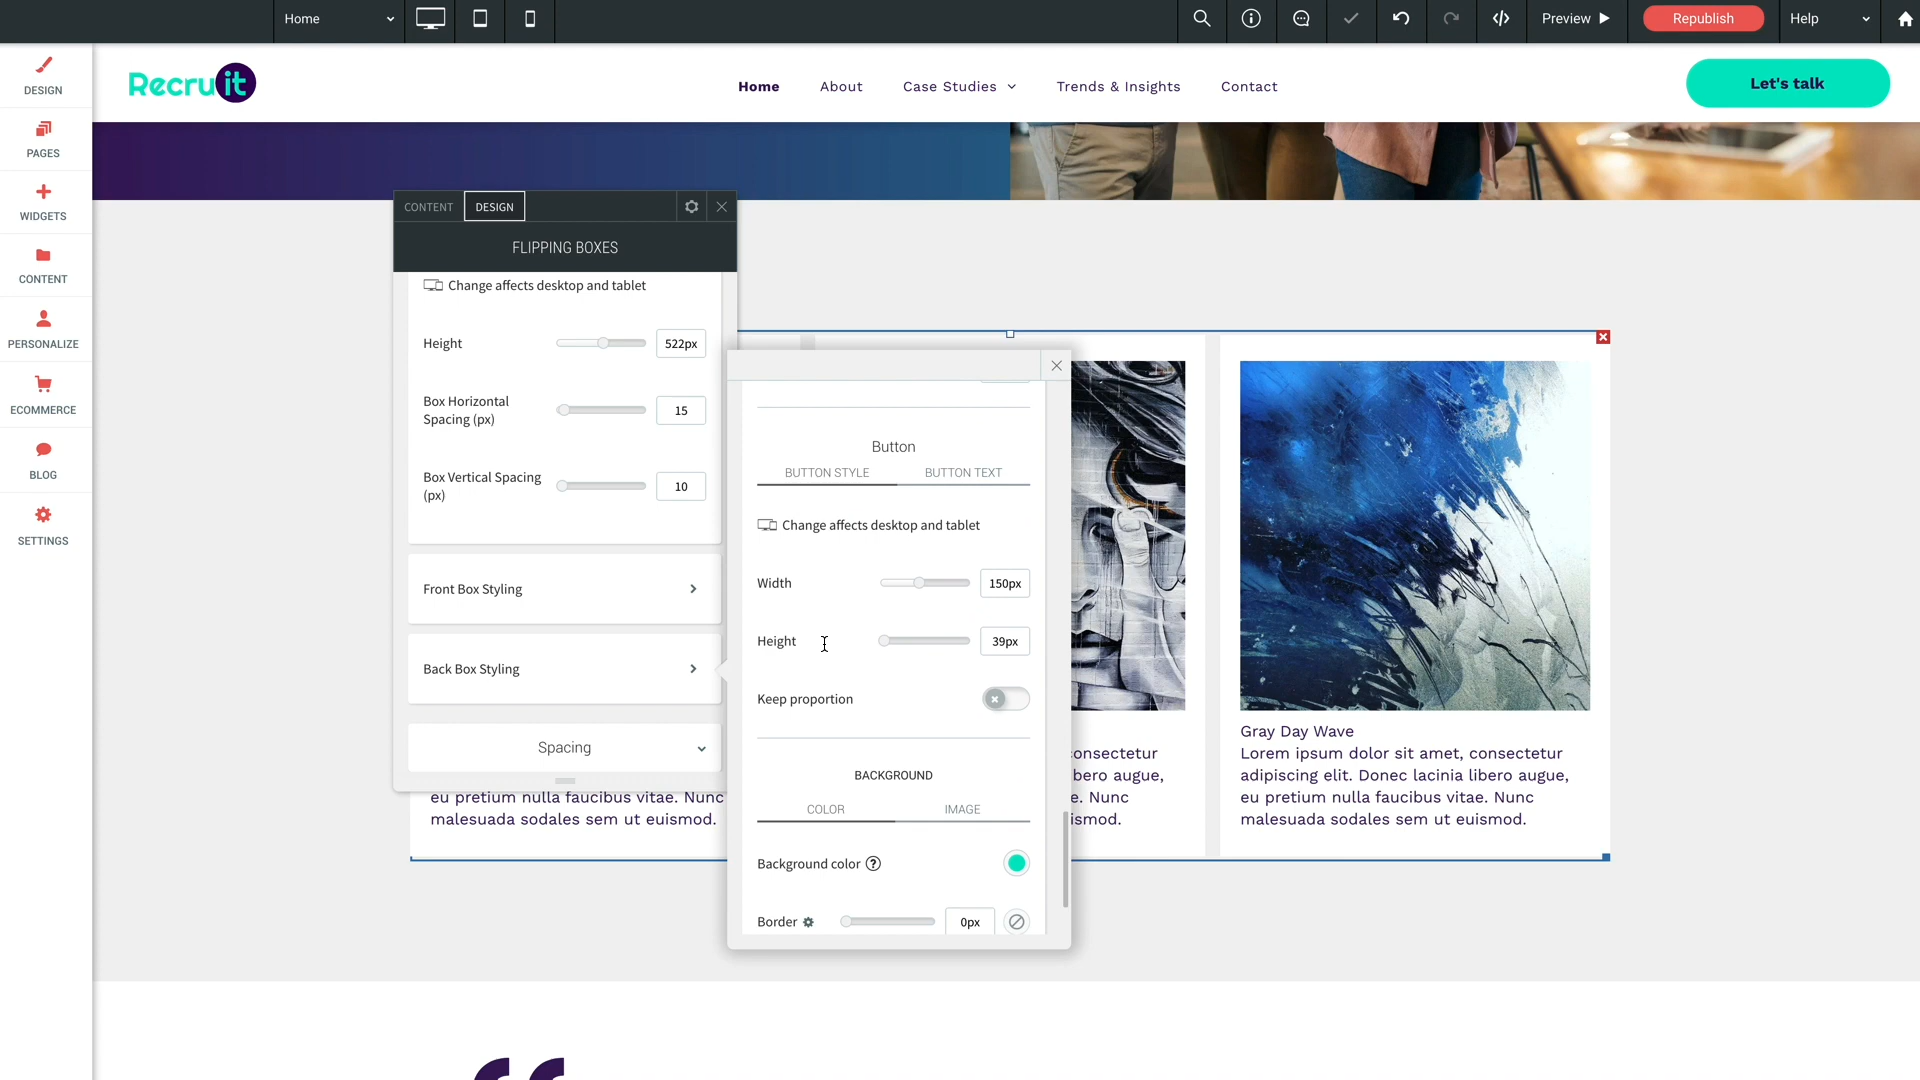 Home
Preview
Republish
Help
DESIGN
PAGES
WIDGETS
CONTENT
PERSONALIZE
ECOMMERCE
BLOG
SETTINGS
Recruit
Home
About
Case Studies
Trends & Insights
Contact
Let's talk
CONTENT
DESIGN
FLIPPING BOXES
Change affects desktop and tablet
Height
522px
Box Horizontal
Spacing (px)
15
Box Vertical Spacing
(px)
10
Front Box Styling
Back Box Styling
Spacing
eu pretium nulla faucibus vitae. Nunc
malesuada sodales sem ut euismod.
Button
BUTTON STYLE
BUTTON TEXT
Change affects desktop and tablet
Width
150px
Height
39px
Keep proportion
BACKGROUND
COLOR
IMAGE
Background color ?
Border
0px
consectetur
bero augue,
e. Nunc
ismod.
Gray Day Wave
Lorem ipsum dolor sit amet, consectetur
adipiscing elit. Donec lacinia libero augue,
eu pretium nulla faucibus vitae. Nunc
malesuada sodales sem ut euismod.
“